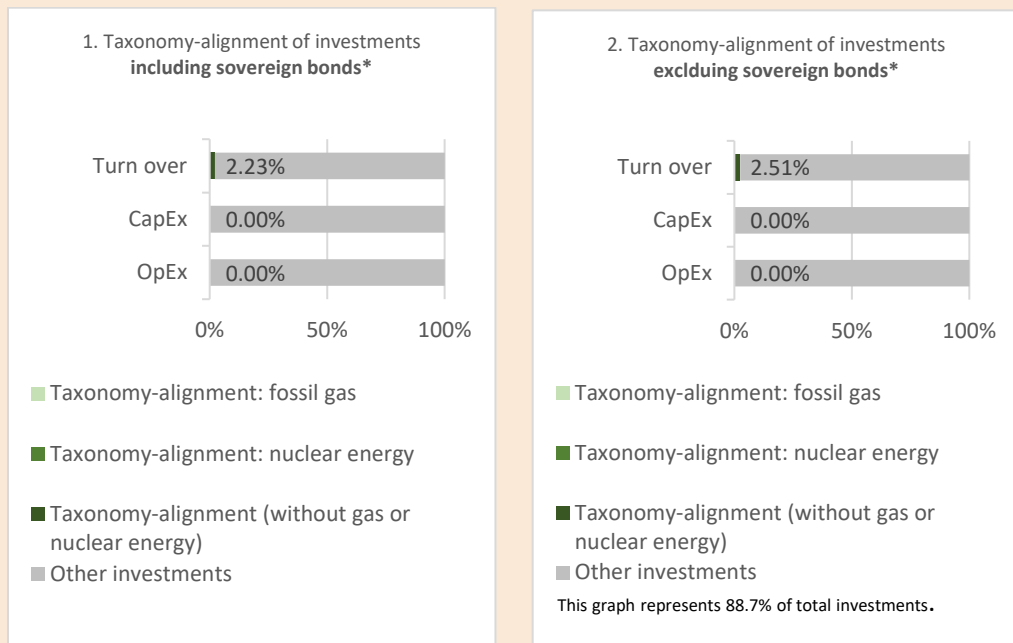 1. Taxonomy-alignment of investments
including sovereign bonds*
Turn over
2.23%
CapEx
0.00%
OpEx
0.00%
0%
50%
100%
Taxonomy-alignment: fossil gas
Taxonomy-alignment: nuclear energy
Taxonomy-alignment (without gas or
nuclear energy)
Other investments
2. Taxonomy-alignment of investments
exclduing sovereign bonds*
Turn over
2.51%
CapEx
0.00%
OpEx
0.00%
0%
50%
100%
Taxonomy-alignment: fossil gas
Taxonomy-alignment: nuclear energy
Taxonomy-alignment (without gas or
nuclear energy)
Other investments
This graph represents 88.7% of total investments.